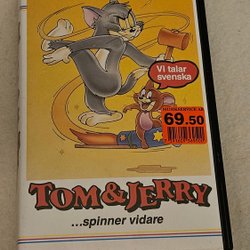 Vi talar
svenska
69.50
TOM & JERRY
...spinner vidare